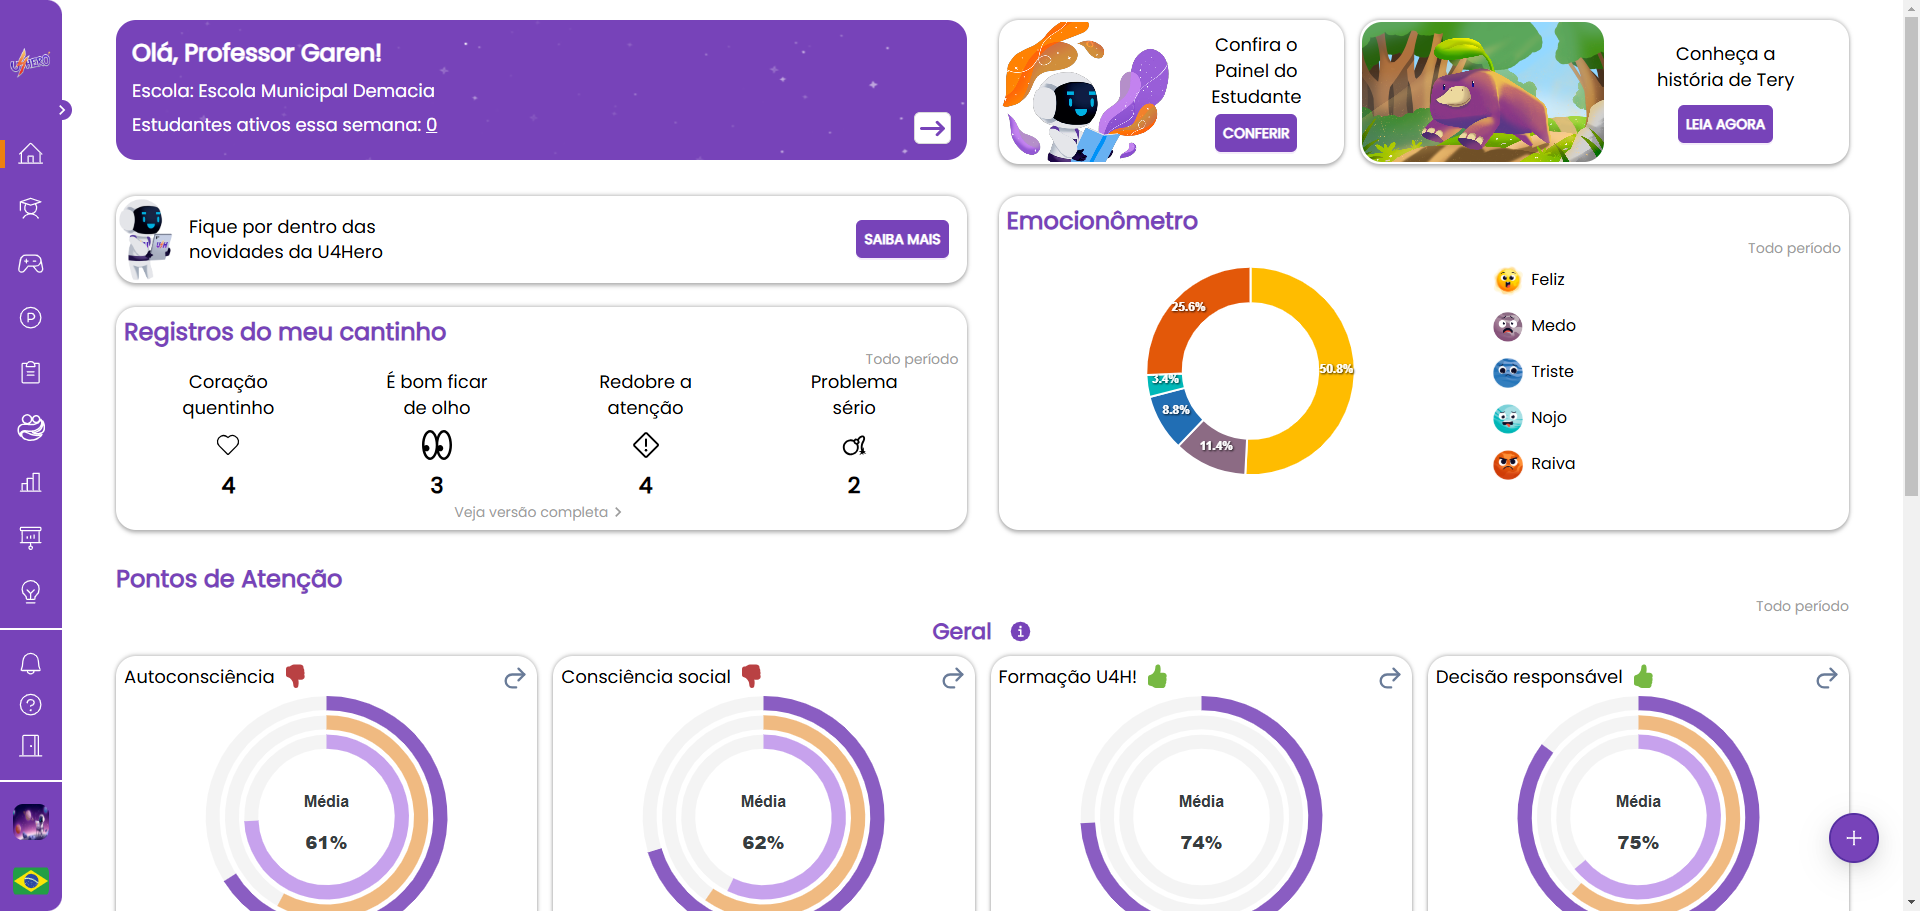 U4HERO
Olá, Professor Garen!
Escola: Escola Municipal Demacia
Estudantes ativos essa semana: 0
Confira o
Painel do
Estudante
CONFERIR
Conheça a
história de Tery
LEIA AGORA
Fique por dentro das
novidades da U4Hero
SAIBA MAIS
Registros do meu cantinho
Todo período
Coração
quentinho
4
É bom ficar
de olho
3
Redobre a
atenção
4
Problema
sério
2
Veja versão completa
Emocionômetro
Todo período
25.6%
50.8%
3.4%
8.8%
11.4%
Feliz
Medo
Triste
Nojo
Raiva
Pontos de Atenção
Todo período
Geral
Autoconsciência
Média
61%
Consciência social
Média
62%
Formação U4H!
Média
74%
Decisão responsável
Média
75%